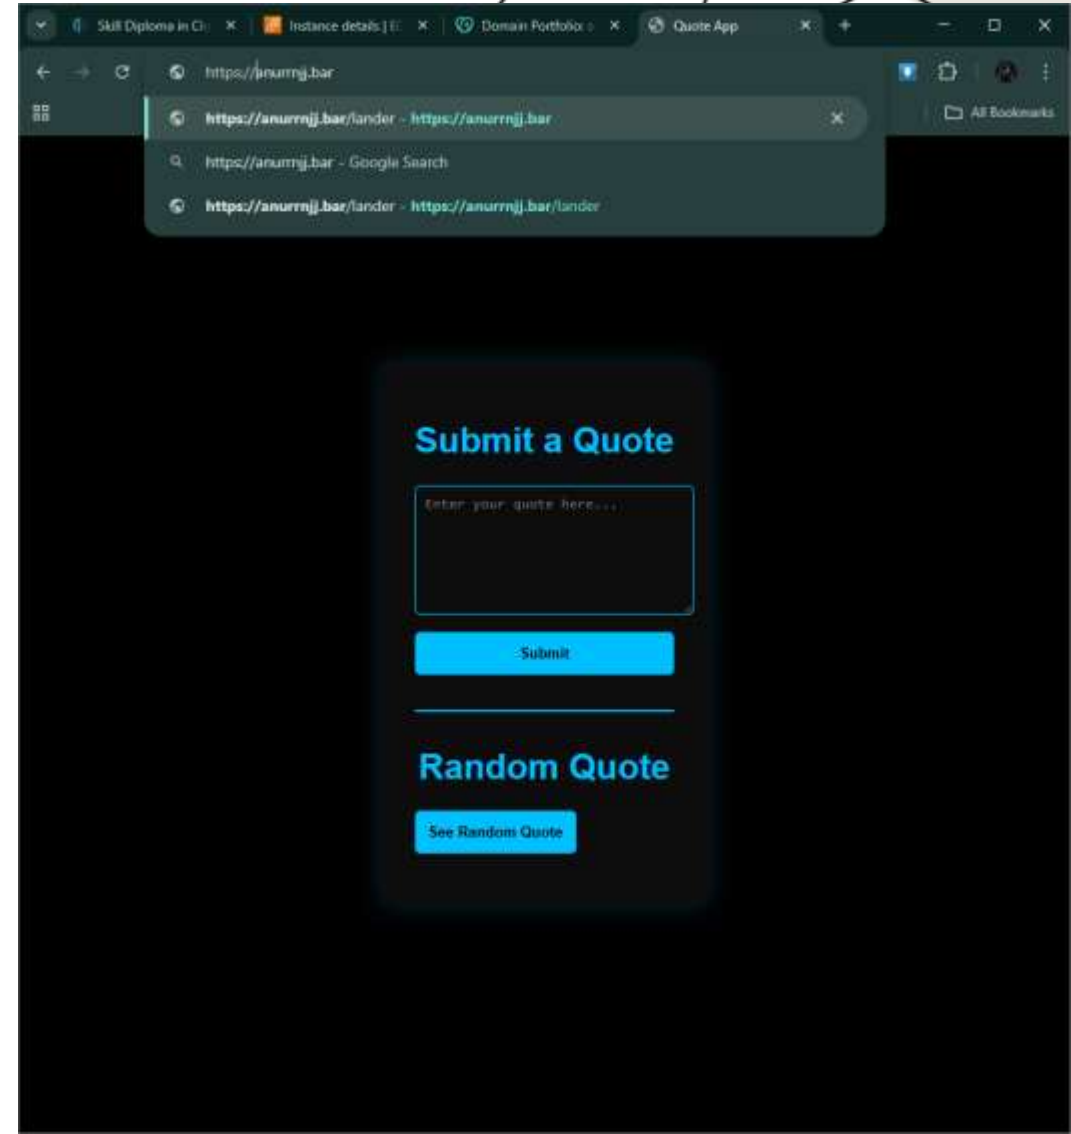 Skill Diploma in Cl
Instance details | E
Domain Portfolio
Quote App
https://anurrnjj.bar
https://anurrnjj.bar/lander - https://anurrnjj.bar
All Bookmarks
https://anurrnjj.bar - Google Search
https://anurrnjj.bar/lander - https://anurrnjj.bar/lander
Submit a Quote
Enter your quote here...
Submit
Random Quote
See Random Quote